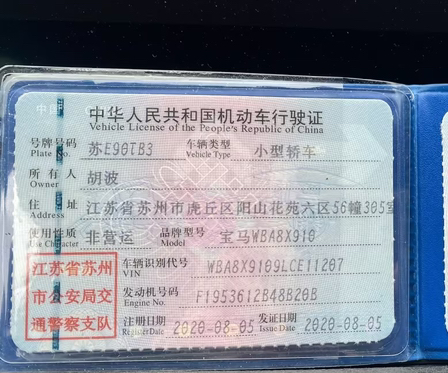 中华人民共和国机动车行驶证
Vehicle License of the People's Republic of China
号牌号码 苏E90TB3 车辆类型 小型轿车
Plate No. Vehicle Type
所有人 胡波
Owner
住 址 江苏省苏州市虎丘区阳山花苑六区56幢305室
Address
使用性质 非营运 品牌型号 宝马WBA8X910
Use Character Model
江苏省苏州
市公安局交
通警察支队
车辆识别代号 WBA8X9109LCE11207
VIN
发动机号码 F1953612B48B20B
Engine No.
注册日期 2020-08-05 发证日期 2020-08-05
Register Date Issue Date